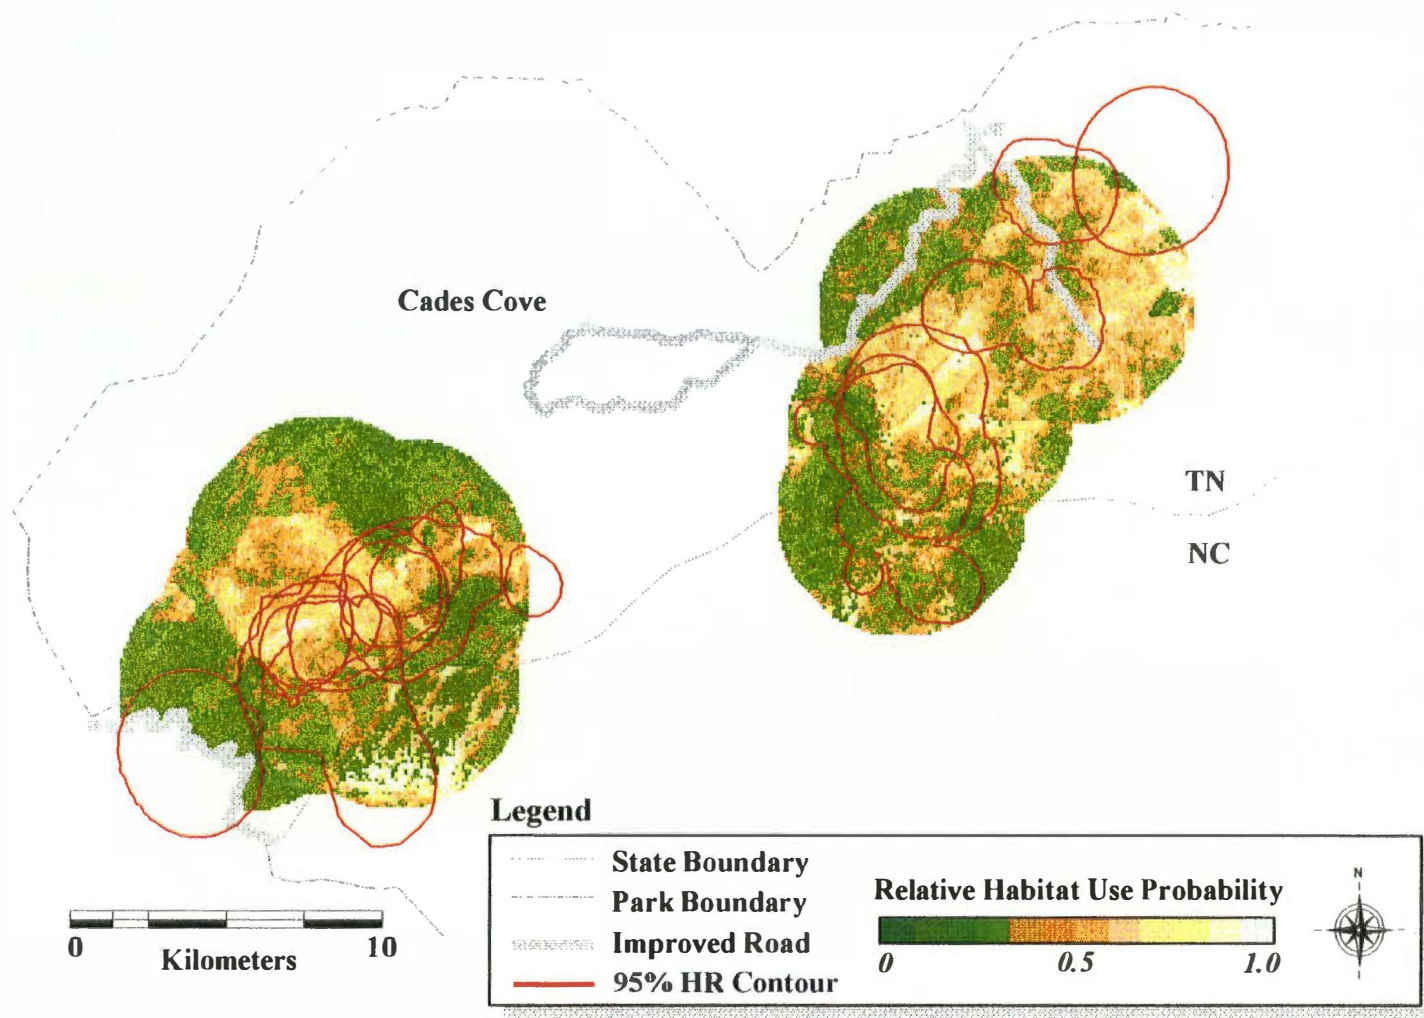 Cades Cove
TN
NC
Legend
State Boundary
Park Boundary
Improved Road
95% HR Contour
Relative Habitat Use Probability
0 0.5 1.0
N
0 10
Kilometers